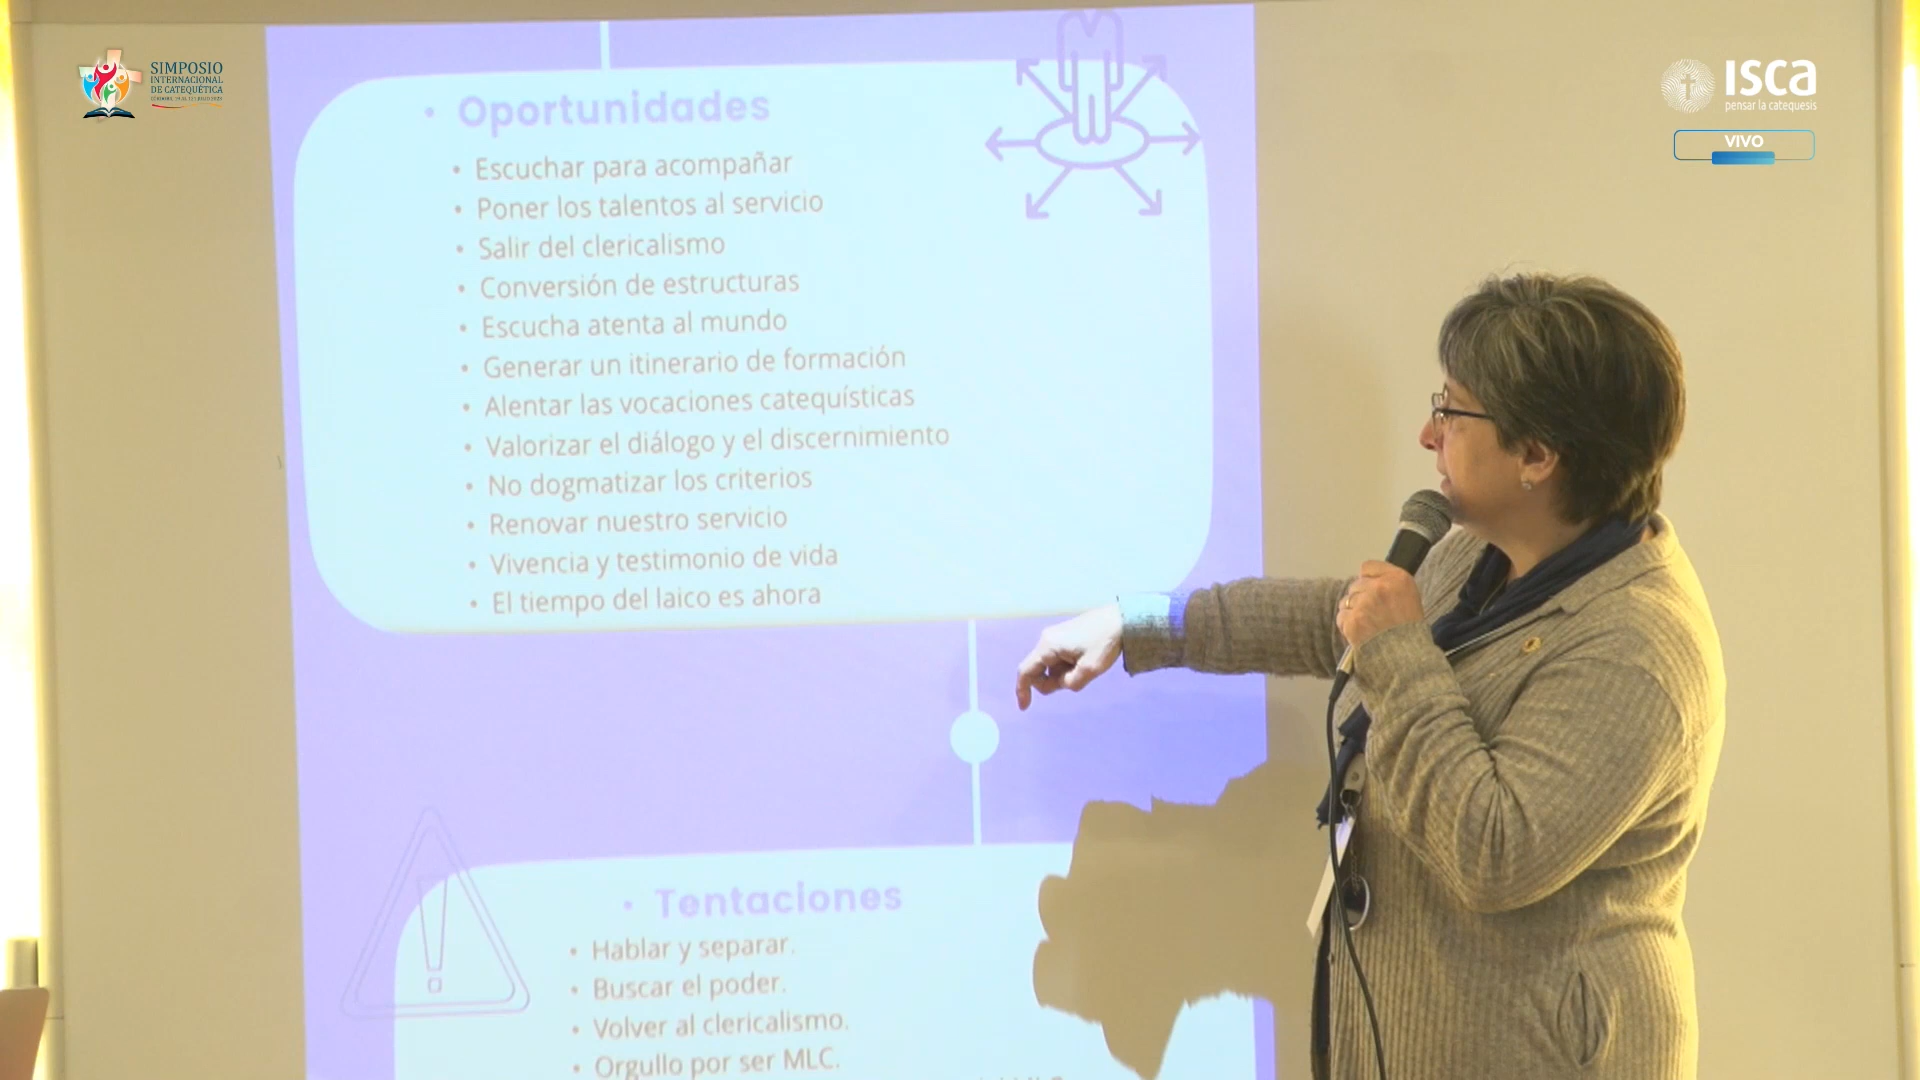 SIMPOSIO
INTERNACIONAL
DE CATEQUÉTICA
ISCA
pensar la catequesis
VIVO
• Oportunidades
• Escuchar para acompañar
• Poner los talentos al servicio
• Salir del clericalismo
• Conversión de estructuras
• Escucha atenta al mundo
• Generar un itinerario de formación
• Alentar las vocaciones catequísticas
• Valorizar el diálogo y el discernimiento
• No dogmatizar los criterios
• Renovar nuestro servicio
• Vivencia y testimonio de vida
• El tiempo del laico es ahora
• Tentaciones
• Hablar y separar.
• Buscar el poder.
• Volver al clericalismo.
• Orgullo por ser MLC.